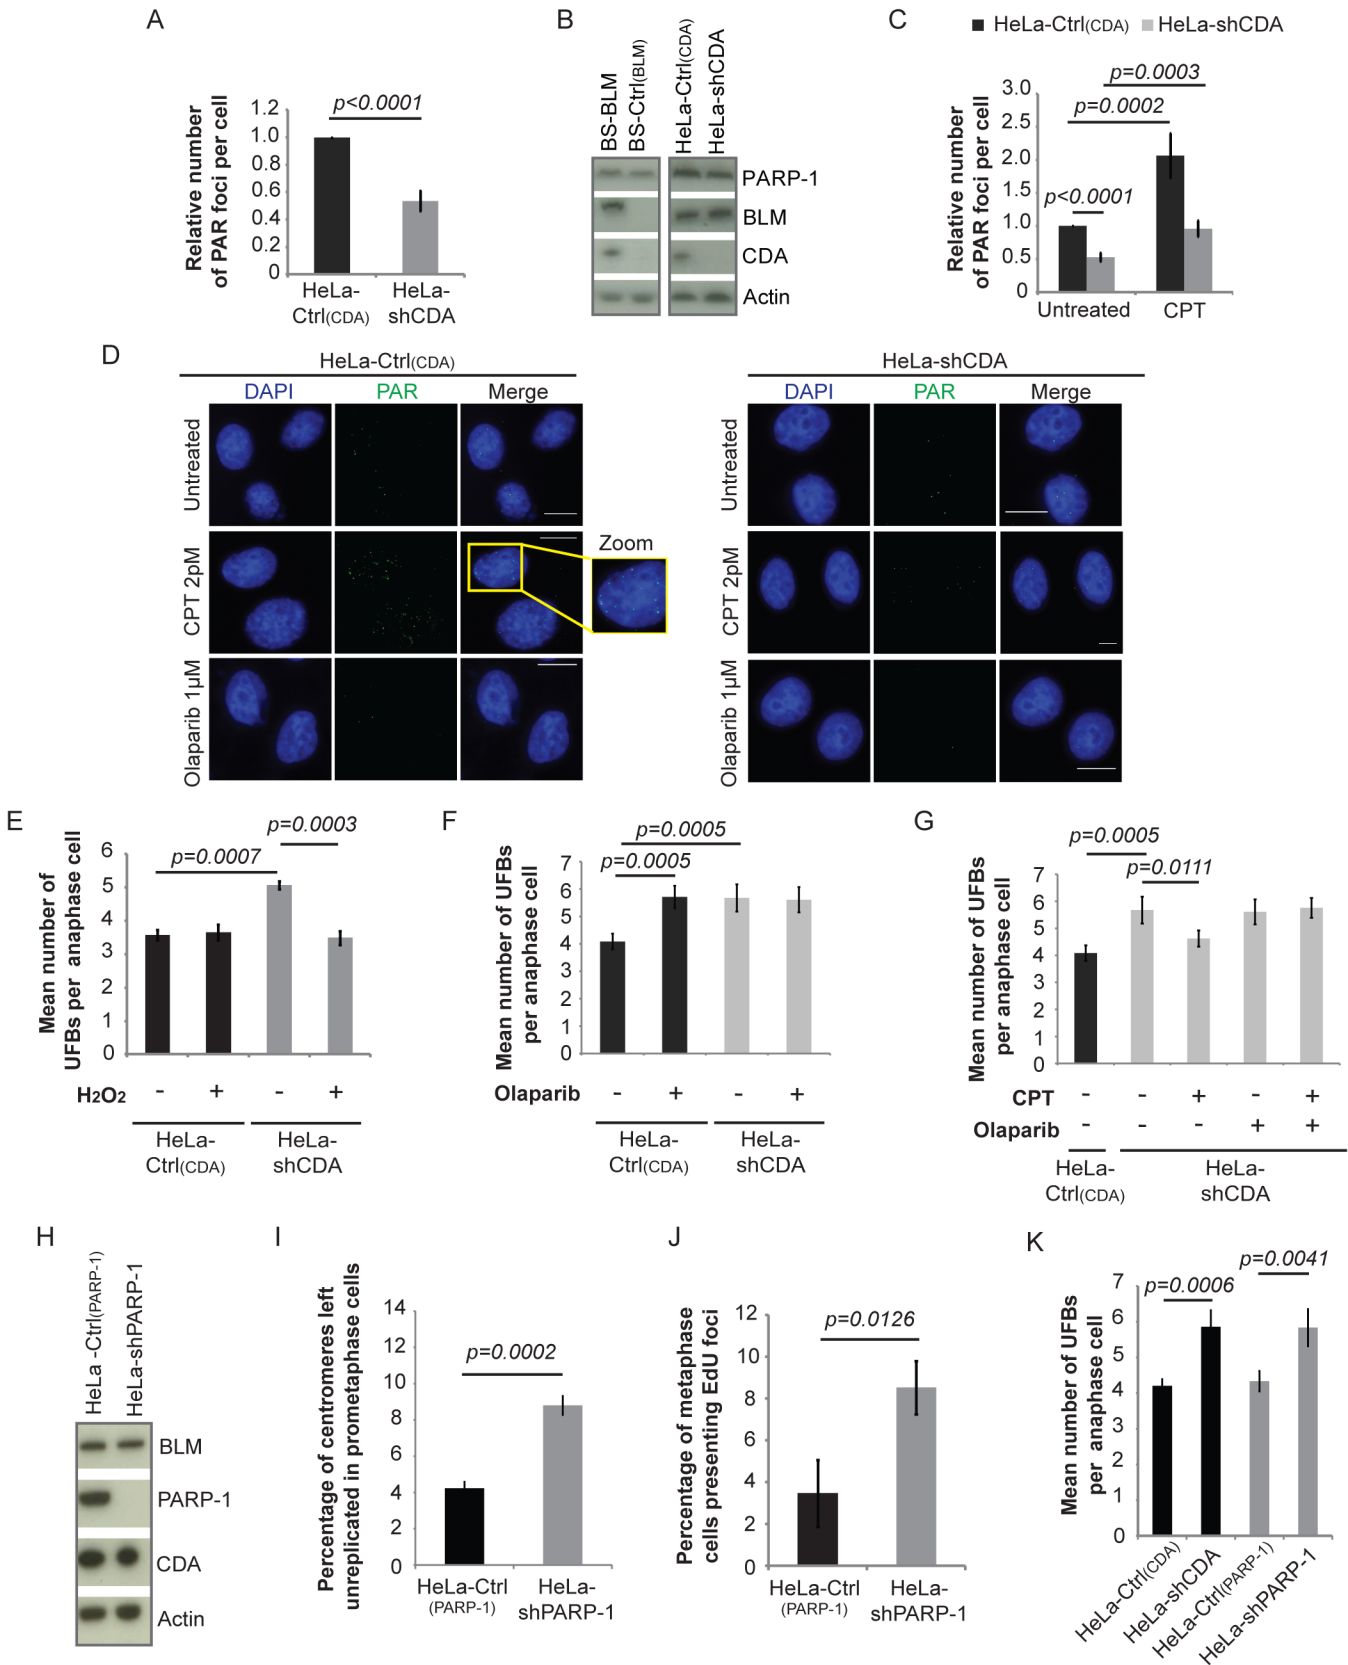 A
Relative number
of PAR foci per cell
1.2
1.0
0.8
0.6
0.4
0.2
0
p<0.0001
HeLa-
Ctrl(CDA)
HeLa-
shCDA
B
BS-BLM
BS-Ctrl(BLM)
HeLa-Ctrl(CDA)
HeLa-shCDA
PARP-1
BLM
CDA
Actin
C
HeLa-Ctrl(CDA)
HeLa-shCDA
Relative number
of PAR foci per cell
3.0
2.5
2.0
1.5
1.0
0.5
0
p=0.0003
p=0.0002
p<0.0001
Untreated
CPT
D
HeLa-Ctrl(CDA)
DAPI
PAR
Merge
Untreated
CPT 2pM
Olaparib 1µM
Zoom
HeLa-shCDA
DAPI
PAR
Merge
Untreated
CPT 2pM
Olaparib 1µM
E
Mean number of
UFBs per anaphase cell
6
5
4
3
2
1
0
p=0.0007
p=0.0003
H2O2
-
+
-
+
HeLa-
Ctrl(CDA)
HeLa-
shCDA
F
Mean number of UFBs
per anaphase cell
7
6
5
4
3
2
1
0
p=0.0005
p=0.0005
Olaparib
-
+
-
+
HeLa-
Ctrl(CDA)
HeLa-
shCDA
G
Mean number of UFBs
per anaphase cell
7
6
5
4
3
2
1
0
p=0.0005
p=0.0111
CPT
-
-
+
-
+
Olaparib
-
-
-
+
+
HeLa-
Ctrl(CDA)
HeLa-
shCDA
H
HeLa -Ctrl(PARP-1)
HeLa-shPARP-1
BLM
PARP-1
CDA
Actin
I
Percentage of centromeres left
unreplicated in prometaphase cells
14
12
10
8
6
4
2
0
p=0.0002
HeLa-Ctrl
(PARP-1)
HeLa-
shPARP-1
J
Percentage of metaphase
cells presenting EdU foci
12
10
8
6
4
2
0
p=0.0126
HeLa-Ctrl
(PARP-1)
HeLa-
shPARP-1
K
Mean number of UFBs
per anaphase cell
7
6
5
4
3
2
1
0
p=0.0006
p=0.0041
HeLa-Ctrl(CDA)
HeLa-shCDA
HeLa-Ctrl(PARP-1)
HeLa-shPARP-1